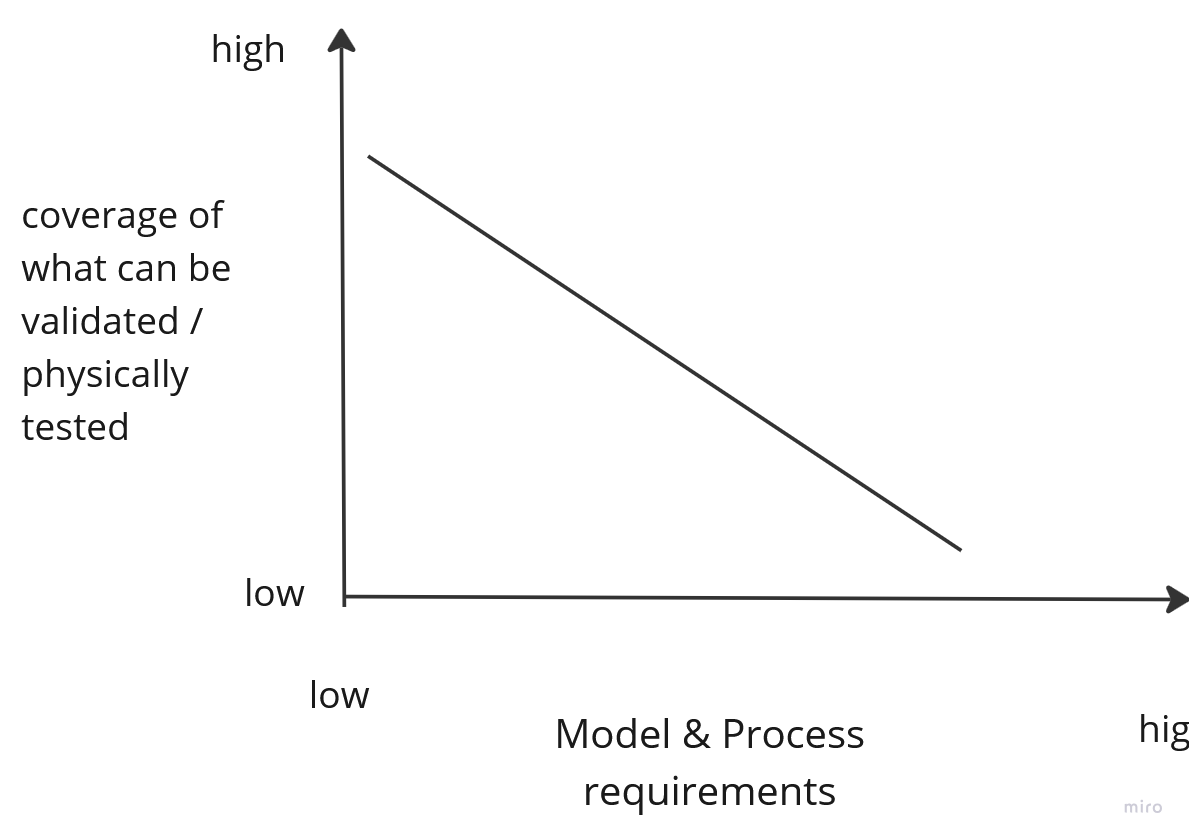 high
coverage of
what can be
validated /
physically
tested
low
low
Model & Process
requirements
hig
miro